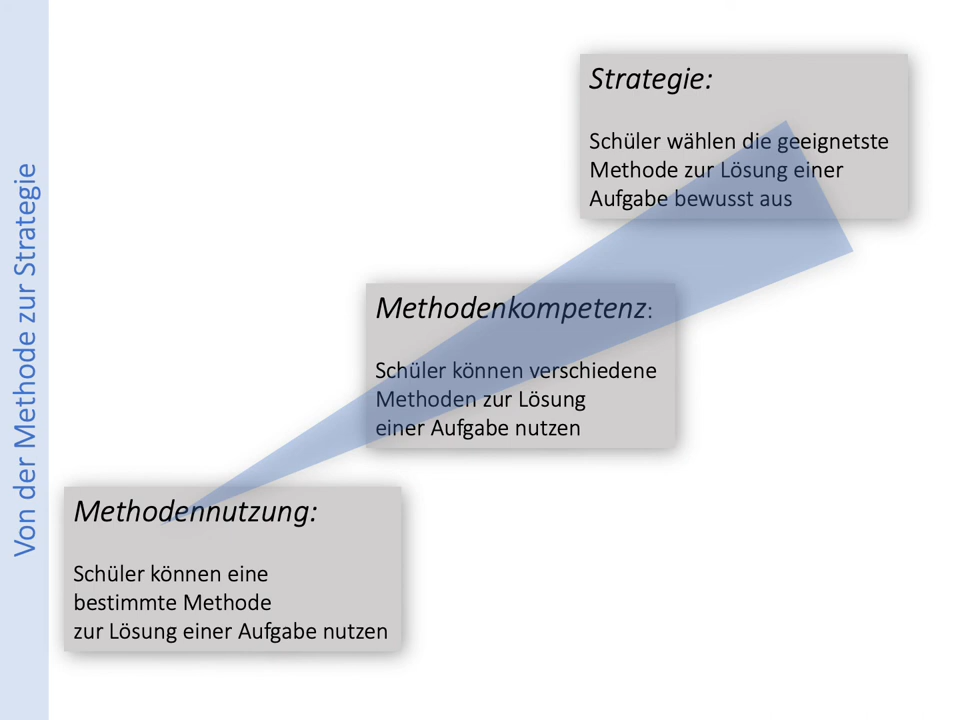 Von der Methode zur Strategie
Strategie:
Schüler wählen die geeignetste
Methode zur Lösung einer
Aufgabe bewusst aus
Methodenkompetenz:
Schüler können verschiedene
Methoden zur Lösung
einer Aufgabe nutzen
Methodennutzung:
Schüler können eine
bestimmte Methode
zur Lösung einer Aufgabe nutzen